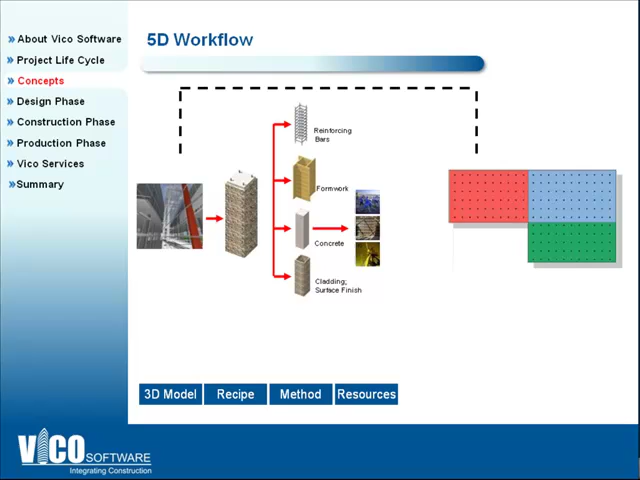 About Vico Software
Project Life Cycle
Concepts
Design Phase
Construction Phase
Production Phase
Vico Services
Summary
5D Workflow
Reinforcing
Bars
Formwork
Concrete
Cladding;
Surface Finish
3D Model
Recipe
Method
Resources
VICO SOFTWARE
Integrating Construction